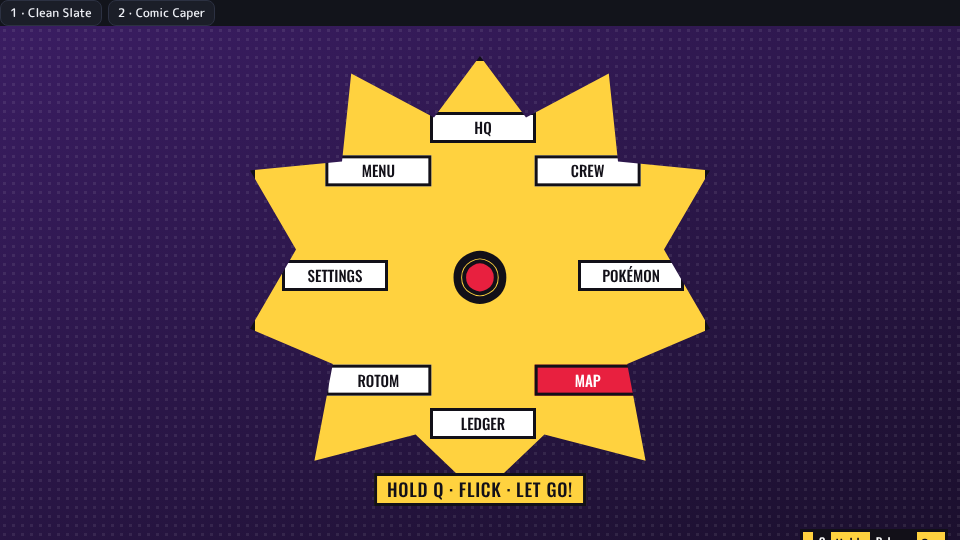 1 · Clean Slate
2 · Comic Caper
HQ
MENU
CREW
SETTINGS
POKÉMON
ROTOM
MAP
LEDGER
HOLD Q · FLICK · LET GO!